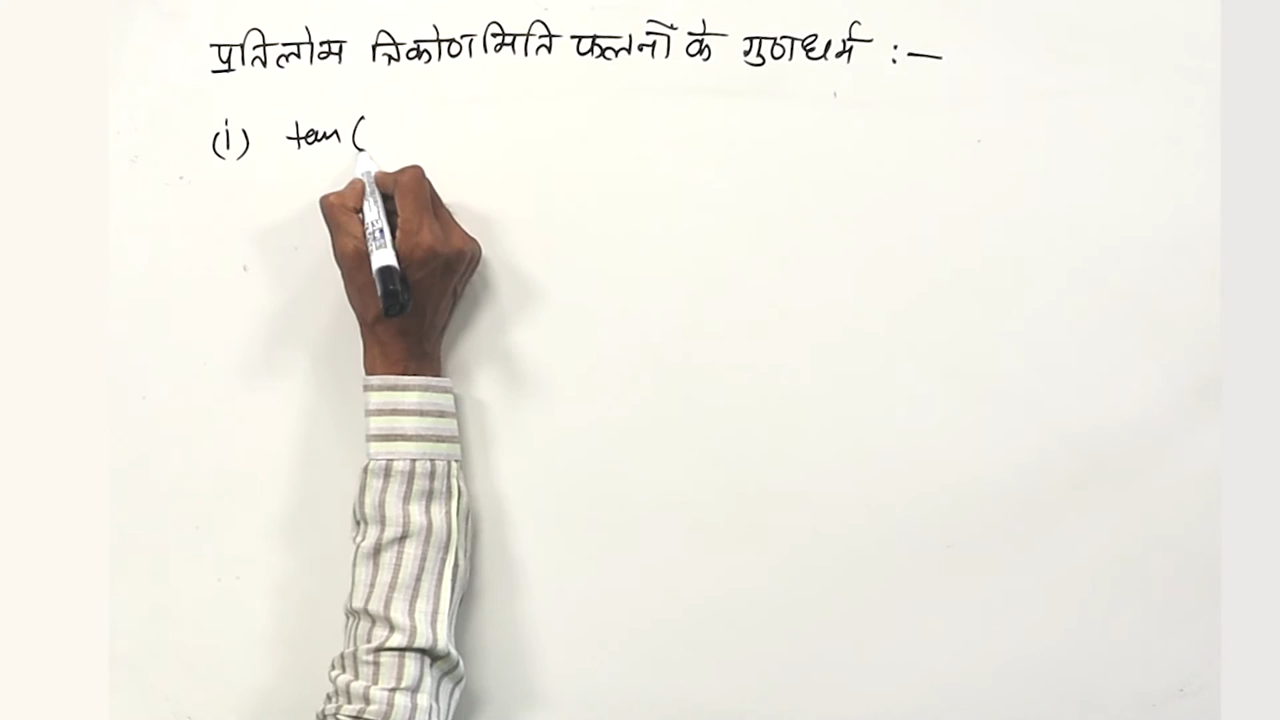 प्रतिलोम त्रिकोणमिति फलनों के गुणधर्म :—
(i) tan (